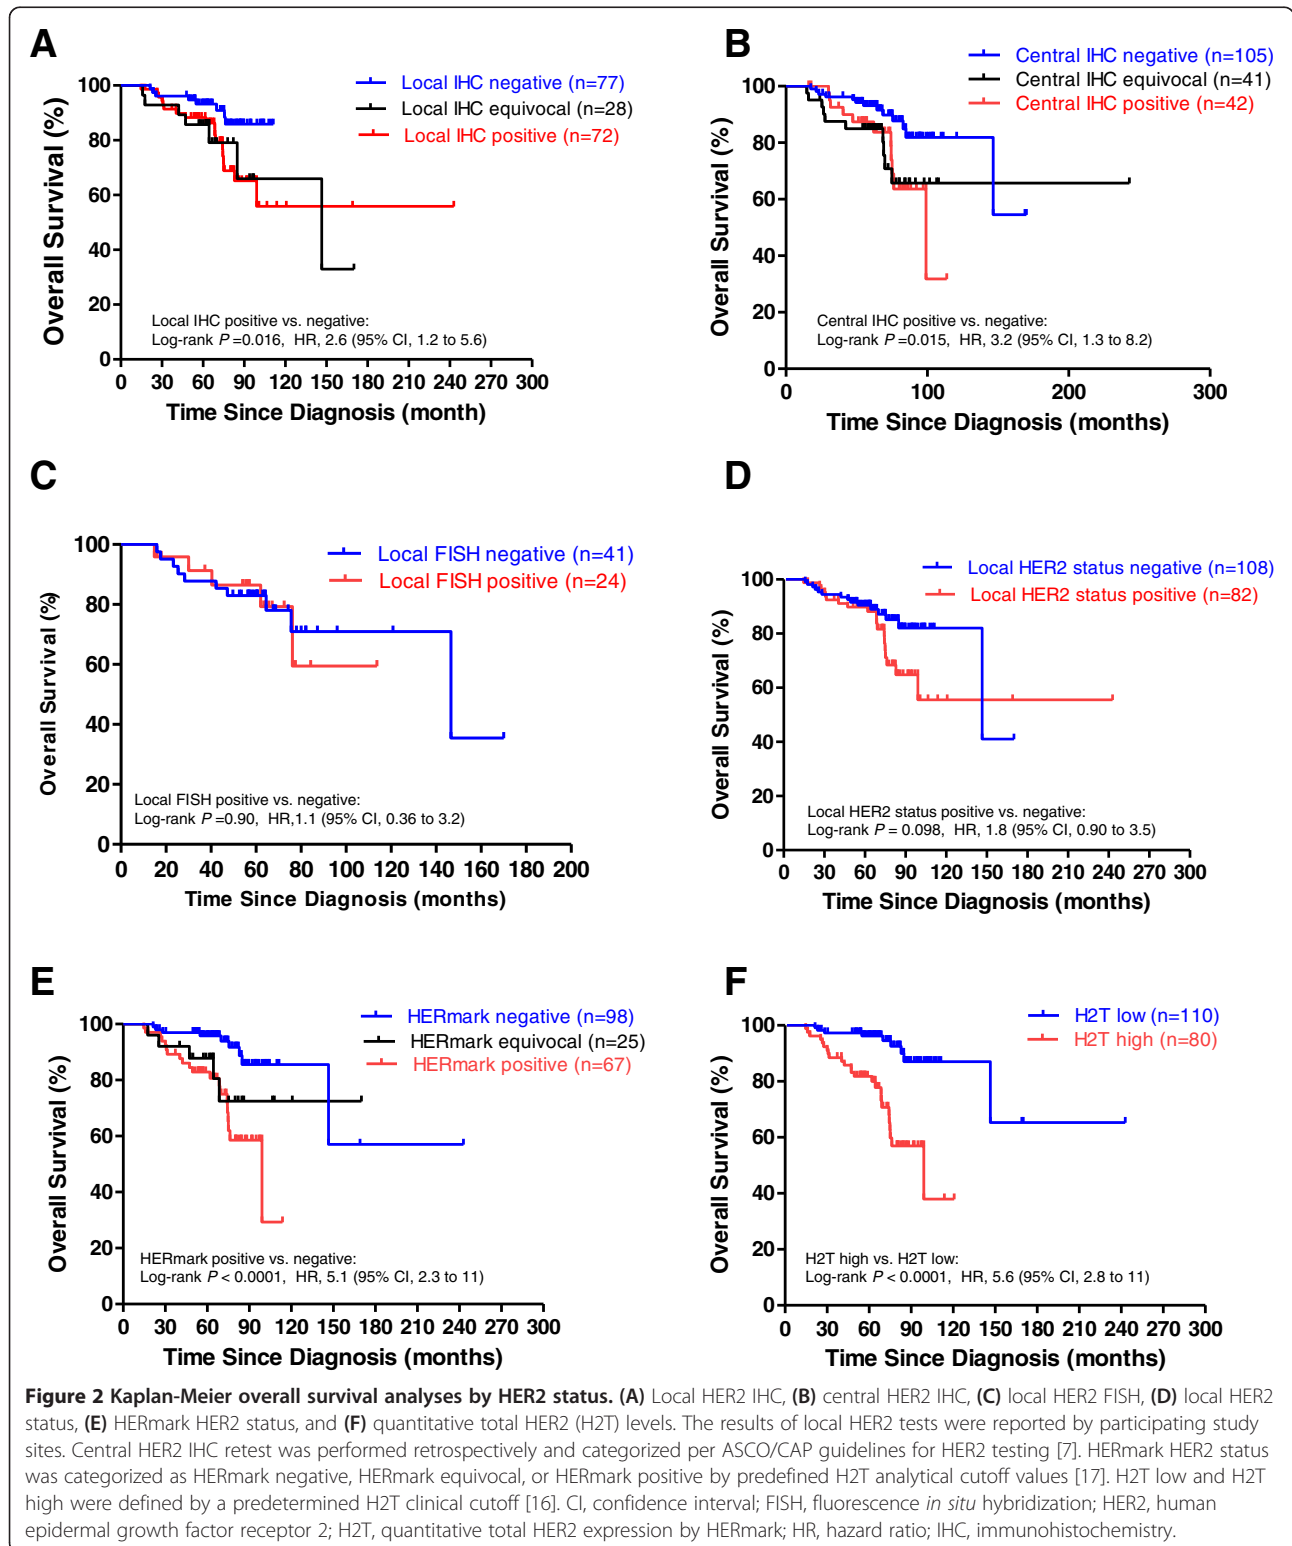 A
Local IHC negative (n=77)
Local IHC equivocal (n=28)
Local IHC positive (n=72)
Overall Survival (%)
100
80
60
40
20
0
Local IHC positive vs. negative:
Log-rank P =0.016, HR, 2.6 (95% CI, 1.2 to 5.6)
0 30 60 90 120 150 180 210 240 270 300
Time Since Diagnosis (month)
B
Central IHC negative (n=105)
Central IHC equivocal (n=41)
Central IHC positive (n=42)
Overall Survival (%)
100
80
60
40
20
0
Central IHC positive vs. negative:
Log-rank P =0.015, HR, 3.2 (95% CI, 1.3 to 8.2)
0 100 200 300
Time Since Diagnosis (months)
C
Local FISH negative (n=41)
Local FISH positive (n=24)
Overall Survival (%)
100
80
60
40
20
0
Local FISH positive vs. negative:
Log-rank P =0.90, HR,1.1 (95% CI, 0.36 to 3.2)
0 20 40 60 80 100 120 140 160 180 200
Time Since Diagnosis (months)
D
Local HER2 status negative (n=108)
Local HER2 status positive (n=82)
Overall Survival (%)
100
80
60
40
20
0
Local HER2 status positive vs. negative:
Log-rank P = 0.098, HR, 1.8 (95% CI, 0.90 to 3.5)
0 30 60 90 120 150 180 210 240 270 300
Time Since Diagnosis (months)
E
HERmark negative (n=98)
HERmark equivocal (n=25)
HERmark positive (n=67)
Overall Survival (%)
100
80
60
40
20
0
HERmark positive vs. negative:
Log-rank P < 0.0001, HR, 5.1 (95% CI, 2.3 to 11)
0 30 60 90 120 150 180 210 240 270 300
Time Since Diagnosis (months)
F
H2T low (n=110)
H2T high (n=80)
Overall Survival (%)
100
80
60
40
20
0
H2T high vs. H2T low:
Log-rank P < 0.0001, HR, 5.6 (95% CI, 2.8 to 11)
0 30 60 90 120 150 180 210 240 270 300
Time Since Diagnosis (months)
Figure 2 Kaplan-Meier overall survival analyses by HER2 status. (A) Local HER2 IHC, (B) central HER2 IHC, (C) local HER2 FISH, (D) local HER2
status, (E) HERmark HER2 status, and (F) quantitative total HER2 (H2T) levels. The results of local HER2 tests were reported by participating study
sites. Central HER2 IHC retest was performed retrospectively and categorized per ASCO/CAP guidelines for HER2 testing [7]. HERmark HER2 status
was categorized as HERmark negative, HERmark equivocal, or HERmark positive by predefined H2T analytical cutoff values [17]. H2T low and H2T
high were defined by a predetermined H2T clinical cutoff [16]. CI, confidence interval; FISH, fluorescence in situ hybridization; HER2, human
epidermal growth factor receptor 2; H2T, quantitative total HER2 expression by HERmark; HR, hazard ratio; IHC, immunohistochemistry.